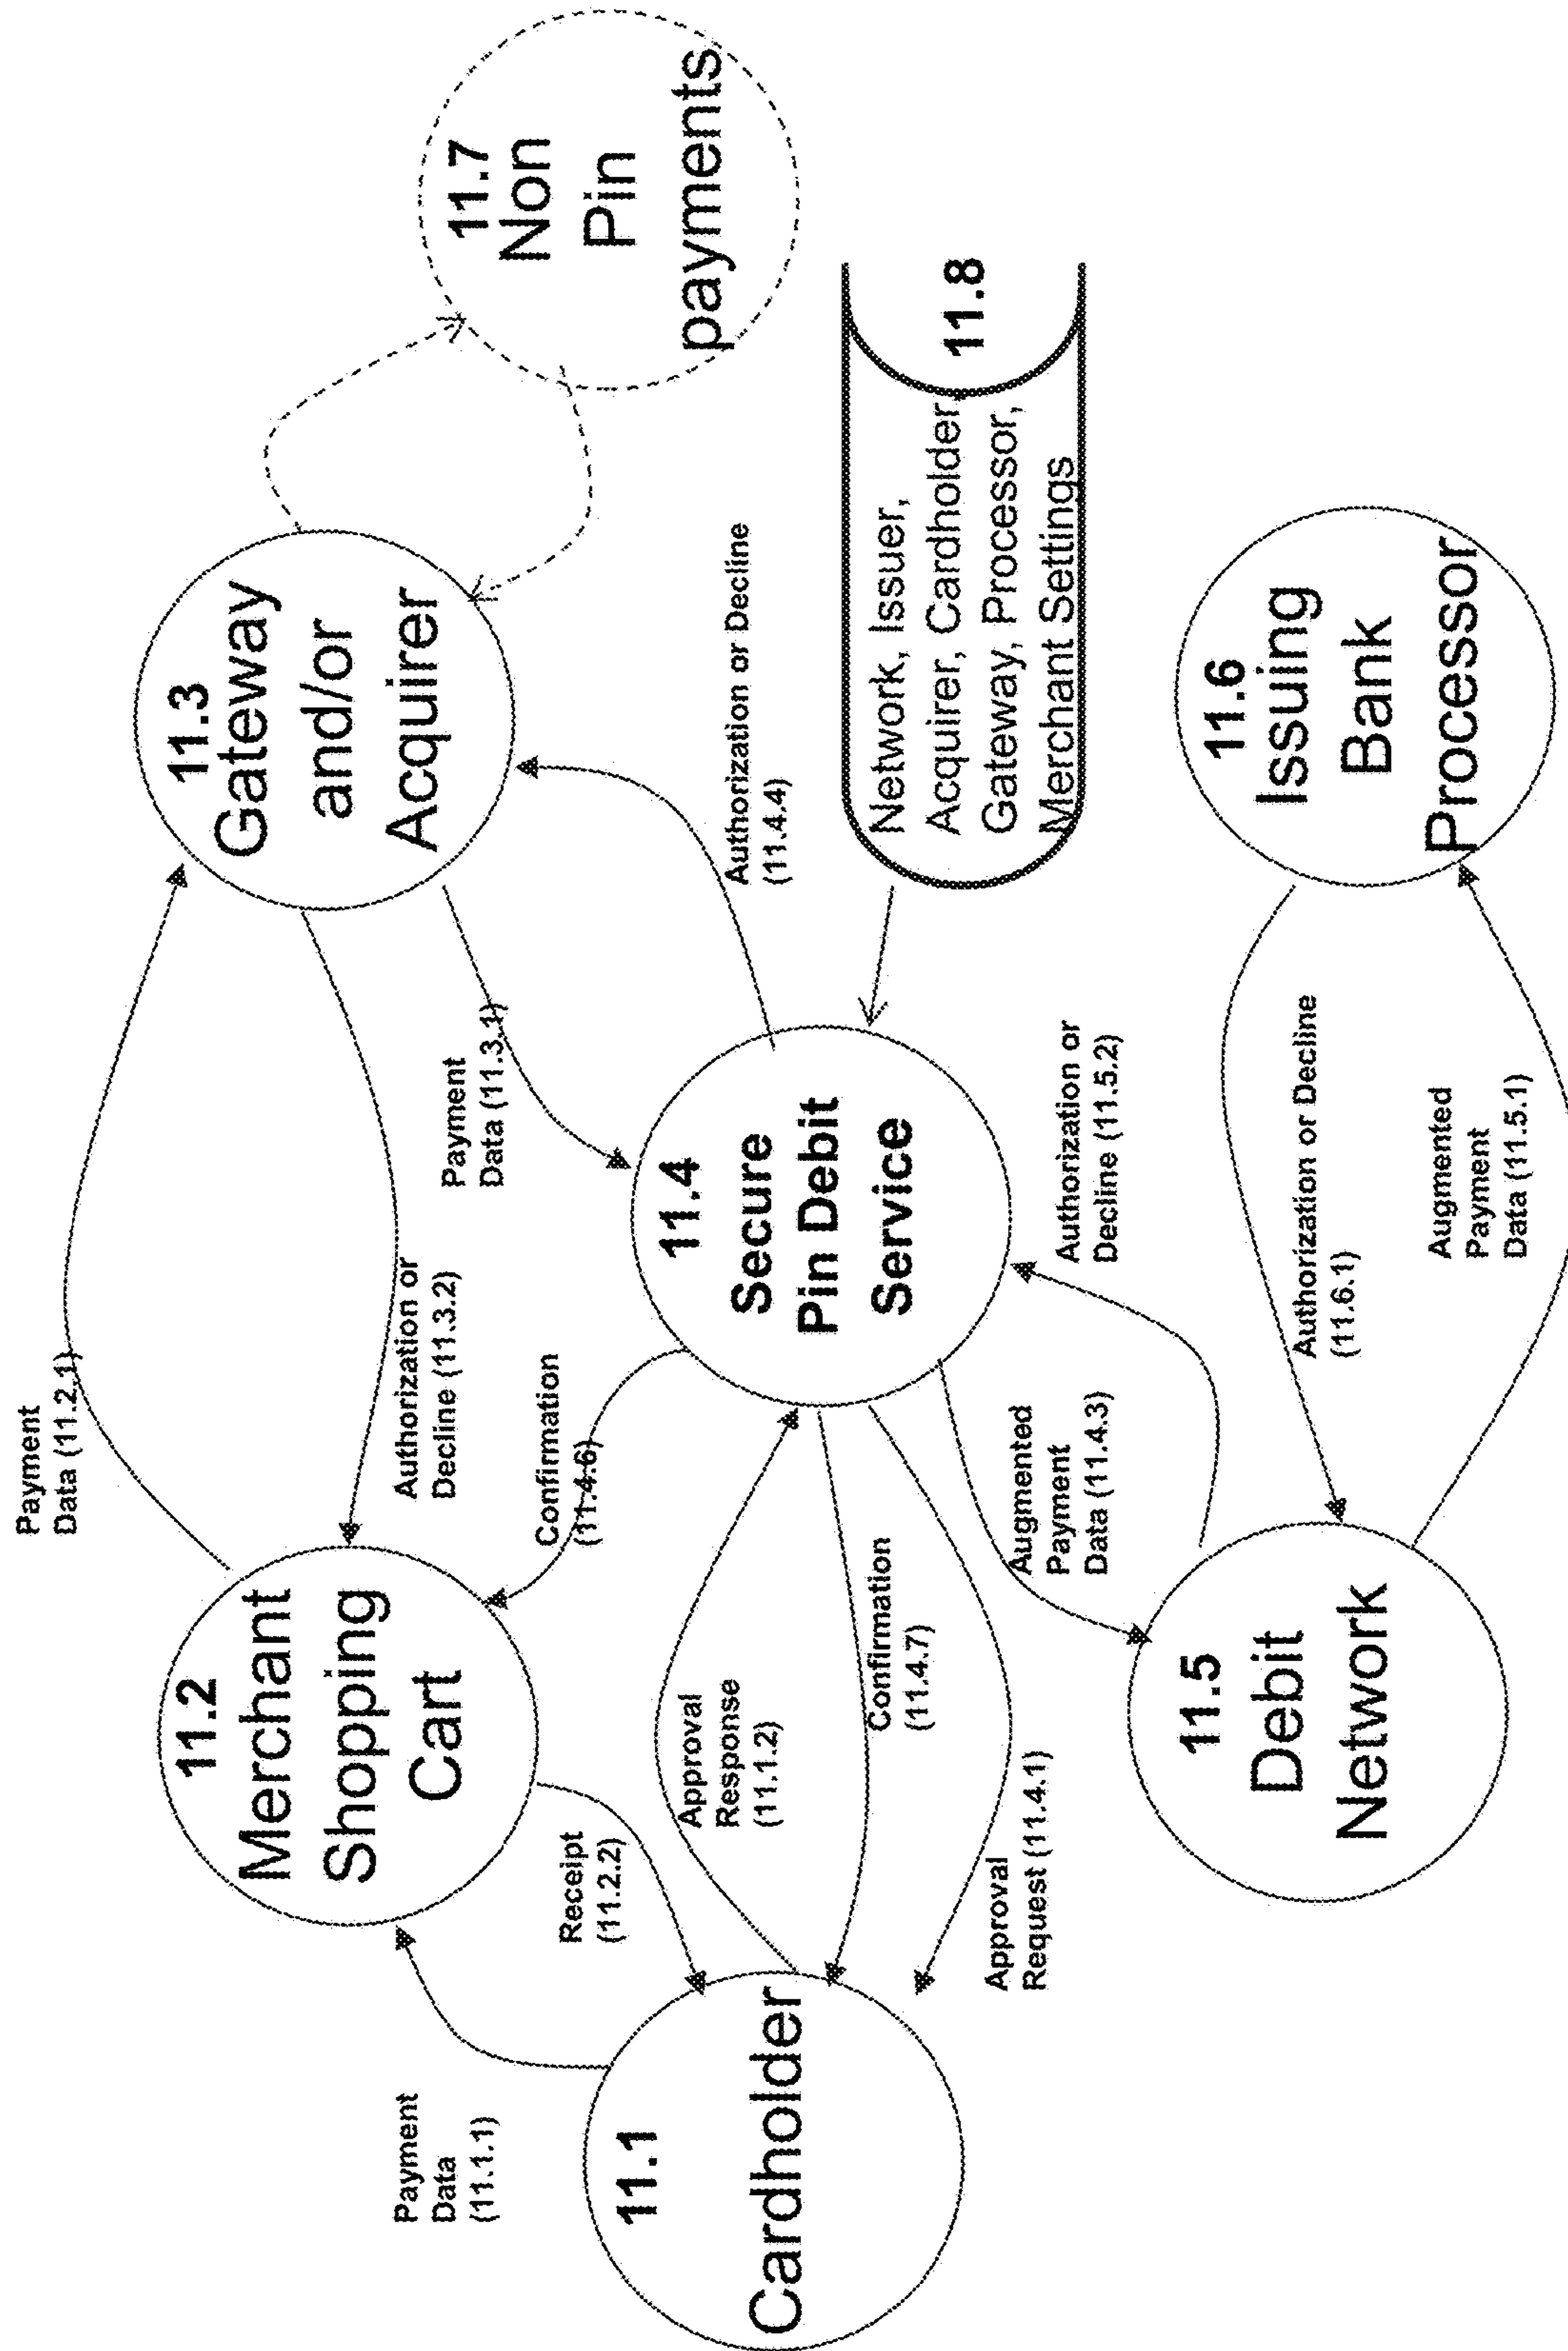 11.1
Cardholder
Payment
Data
(11.1.1)
11.2
Merchant
Shopping
Cart
Receipt
(11.2.2)
Payment
Data (11.2.1)
Authorization or
Decline (11.3.2)
11.3
Gateway
and/or
Acquirer
11.7
Non
Pin
payments
Payment
Data (11.3.1)
Authorization or Decline
(11.4.4)
Confirmation
(11.4.6)
11.4
Secure
Pin Debit
Service
Approval
Response
(11.1.2)
Confirmation
(11.4.7)
Approval
Request (11.4.1)
Augmented
Payment
Data (11.4.3)
Authorization or
Decline (11.5.2)
Network, Issuer,
Acquirer, Cardholder
Gateway, Processor,
Merchant Settings
11.8
11.5
Debit
Network
Authorization or Decline
(11.6.1)
Augmented
Payment
Data (11.5.1)
11.6
Issuing
Bank
Processor